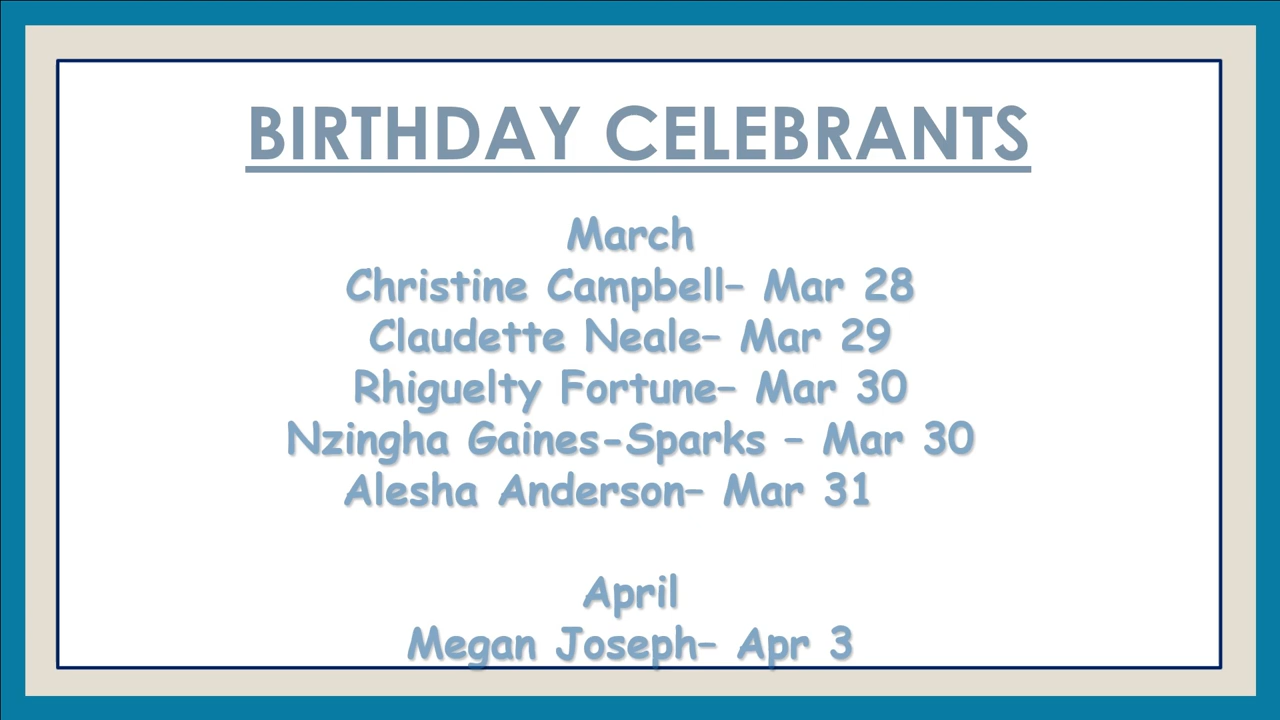 BIRTHDAY CELEBRANTS
March
Christine Campbell– Mar 28
Claudette Neale– Mar 29
Rhiguelty Fortune– Mar 30
Nzingha Gaines-Sparks – Mar 30
Alesha Anderson– Mar 31
April
Megan Joseph– Apr 3